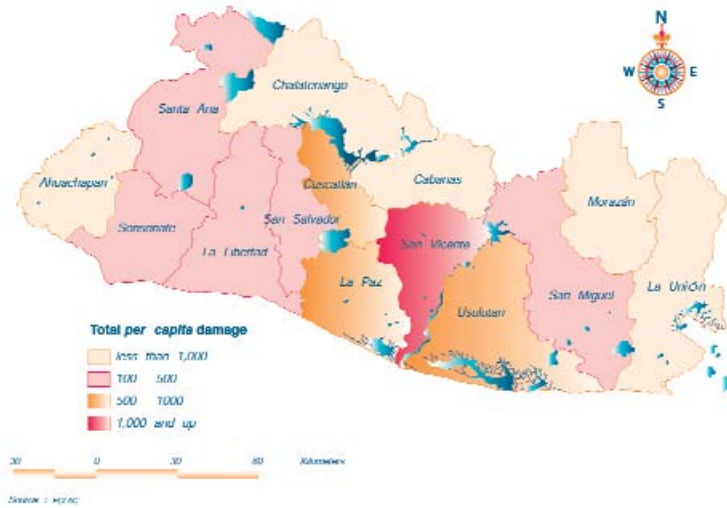 N
W E
S
Chalatenango
Santa Ana
Ahuachapan
Cuscatlán
Cabanas
Morazán
Sonsonate
San Salvador
La Libertad
San Vicente
La Paz
La Unión
San Miguel
Usulutan
Total per capita damage
less than 1,000
100 500
500 1000
1,000 and up
30 0 30 60 Kilometers
Source :